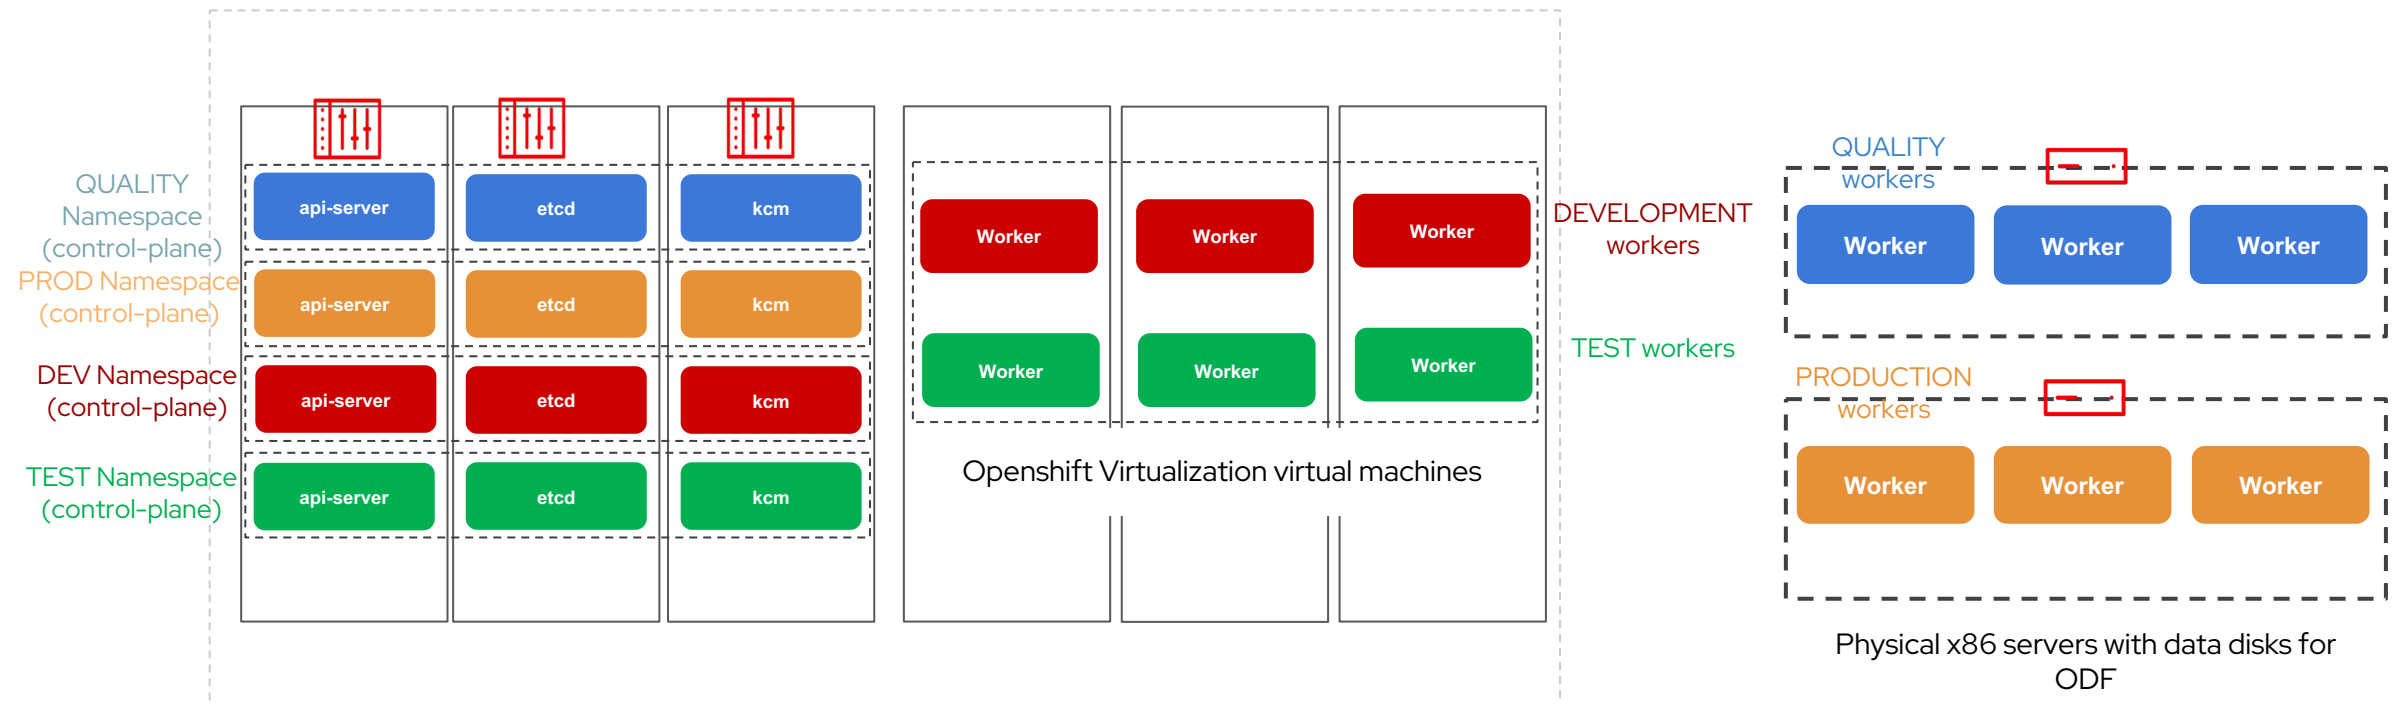 QUALITY
Namespace
(control-plane)
PROD Namespace
(control-plane)
DEV Namespace
(control-plane)
TEST Namespace
(control-plane)
api-server
etcd
kcm
api-server
etcd
kcm
api-server
etcd
kcm
api-server
etcd
kcm
Worker
Worker
Worker
Worker
Worker
Worker
Openshift Virtualization virtual machines
DEVELOPMENT
workers
TEST workers
QUALITY
workers
Worker
Worker
Worker
PRODUCTION
workers
Worker
Worker
Worker
Physical x86 servers with data disks for
ODF